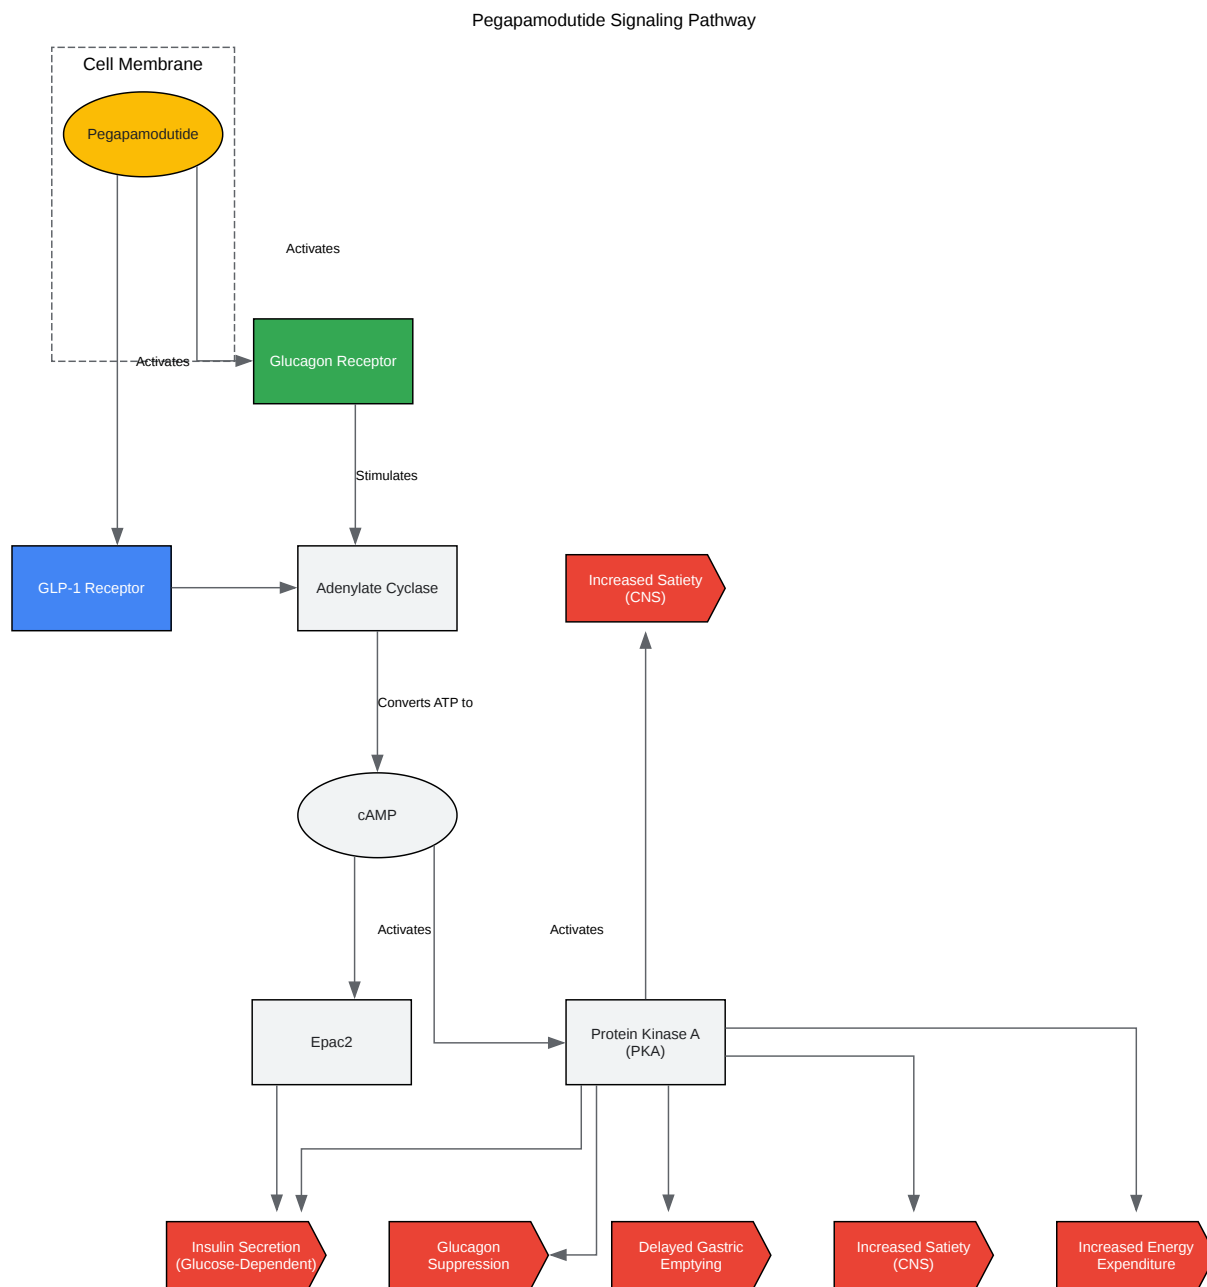 Pegapamodutide Signaling Pathway
Cell Membrane
Pegapamodutide
Activates
Activates
Glucagon Receptor
Stimulates
GLP-1 Receptor
Adenylate Cyclase
Increased Satiety
(CNS)
Converts ATP to
cAMP
Activates
Activates
Epac2
Protein Kinase A
(PKA)
Insulin Secretion
(Glucose-Dependent)
Glucagon
Suppression
Delayed Gastric
Emptying
Increased Satiety
(CNS)
Increased Energy
Expenditure